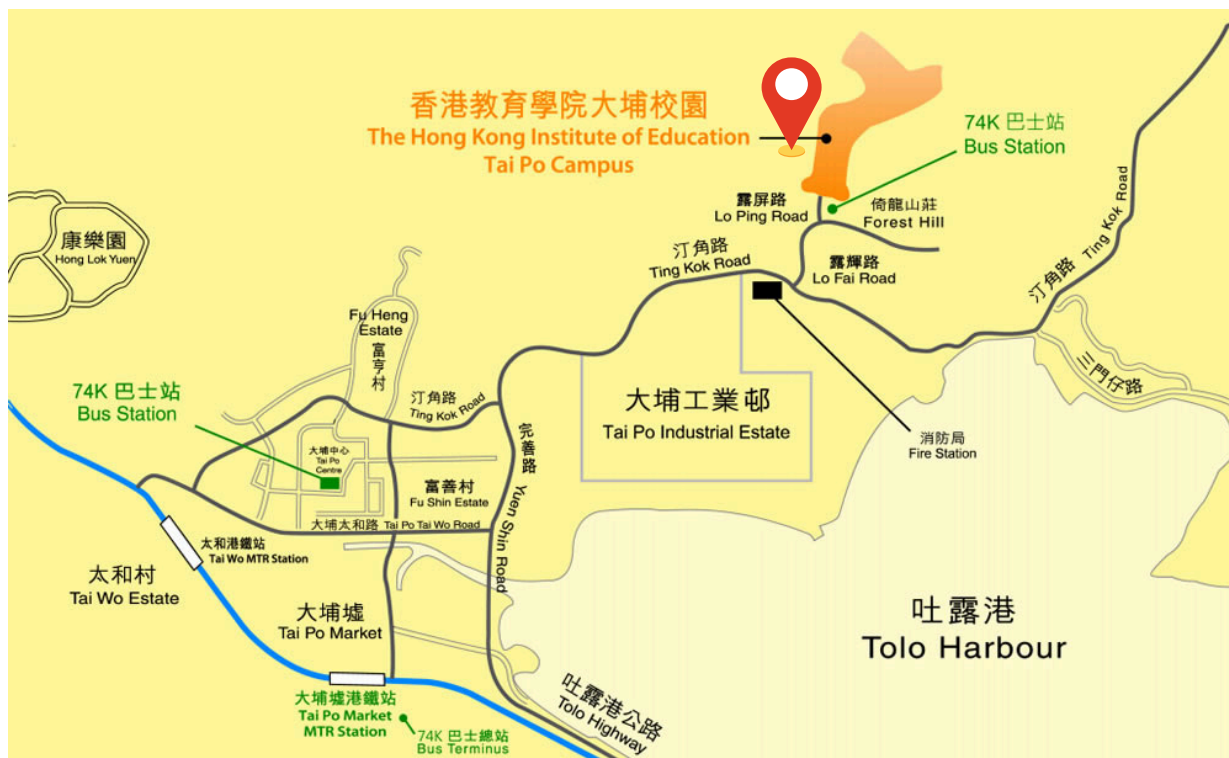 香港教育學院大埔校園
The Hong Kong Institute of Education
Tai Po Campus
74K 巴士站
Bus Station
露屏路
Lo Ping Road
倚龍山莊
Forest Hill
汀角路 Ting Kok Road
康樂園
Hong Lok Yuen
汀角路
Ting Kok Road
露輝路
Lo Fai Road
Fu Heng
Estate
富亨村
三門仔路
74K 巴士站
Bus Station
汀角路
Ting Kok Road
大埔工業邨
Tai Po Industrial Estate
消防局
Fire Station
大埔中心
Tai Po
Centre
完善路 Yuen Shin Road
富善村
Fu Shin Estate
大埔太和路 Tai Po Tai Wo Road
太和港鐵站
Tai Wo MTR Station
太和村
Tai Wo Estate
大埔墟
Tai Po Market
吐露港
Tolo Harbour
大埔墟港鐵站
Tai Po Market
MTR Station
74K 巴士總站
Bus Terminus
吐露港公路
Tolo Highway